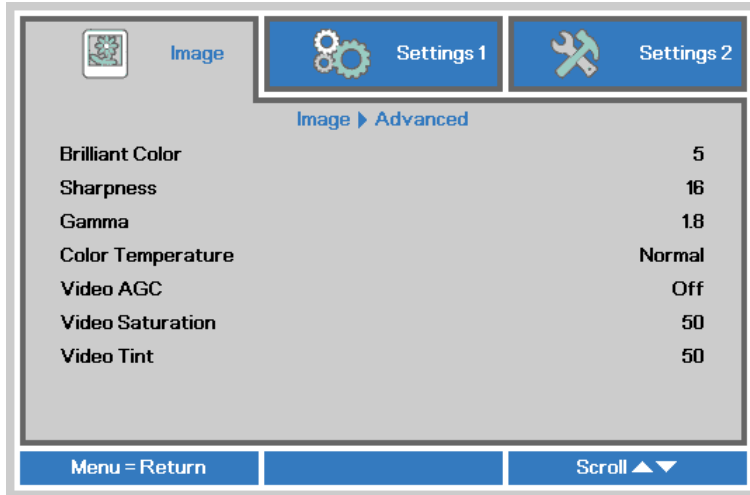 Image Settings 1 Settings 2
Image ▶ Advanced
Brilliant Color 5
Sharpness 16
Gamma 1.8
Color Temperature Normal
Video AGC Off
Video Saturation 50
Video Tint 50
Menu = Return Scroll ▲▼